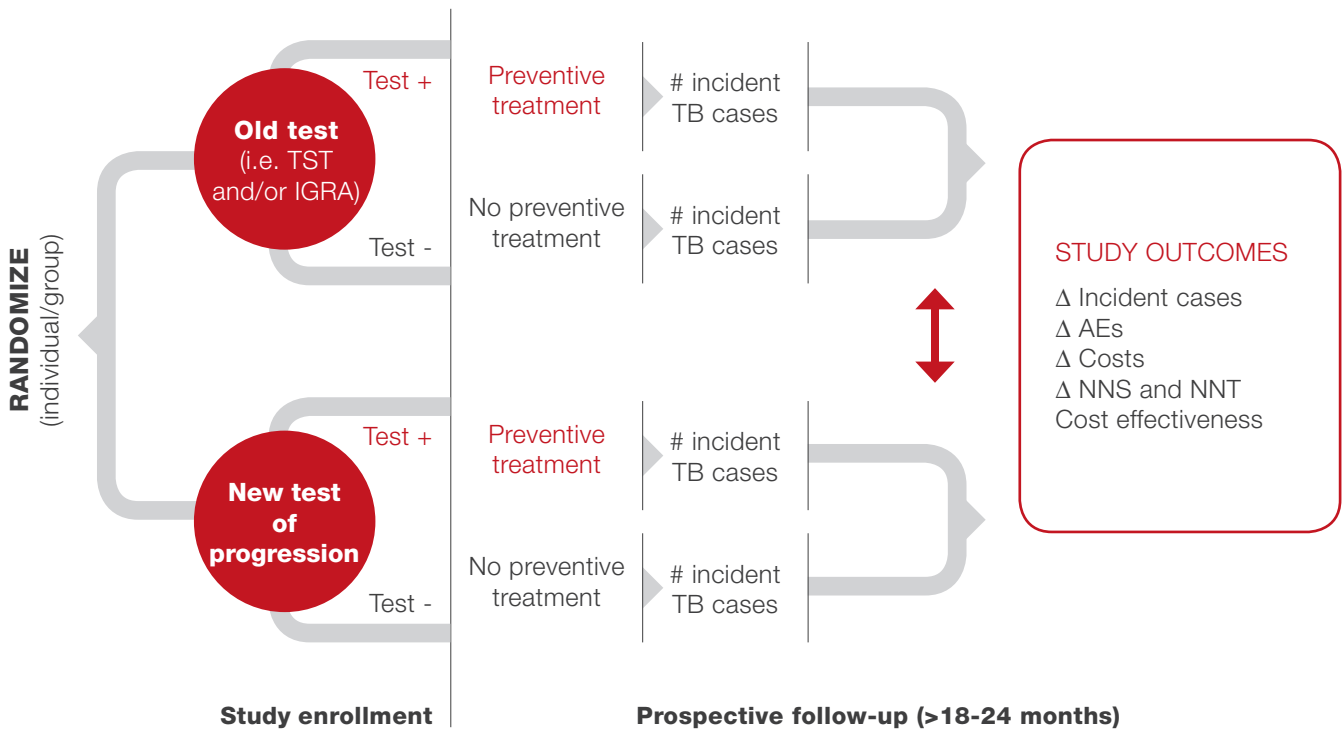 RANDOMIZE
(individual/group)
Old test
(i.e. TST
and/or IGRA)
Test +
Test -
Preventive
treatment
# incident
TB cases
No preventive
treatment
# incident
TB cases
New test
of
progression
Test +
Test -
Preventive
treatment
# incident
TB cases
No preventive
treatment
# incident
TB cases
STUDY OUTCOMES
Δ Incident cases
Δ AEs
Δ Costs
Δ NNS and NNT
Cost effectiveness
Study enrollment
Prospective follow-up (>18-24 months)